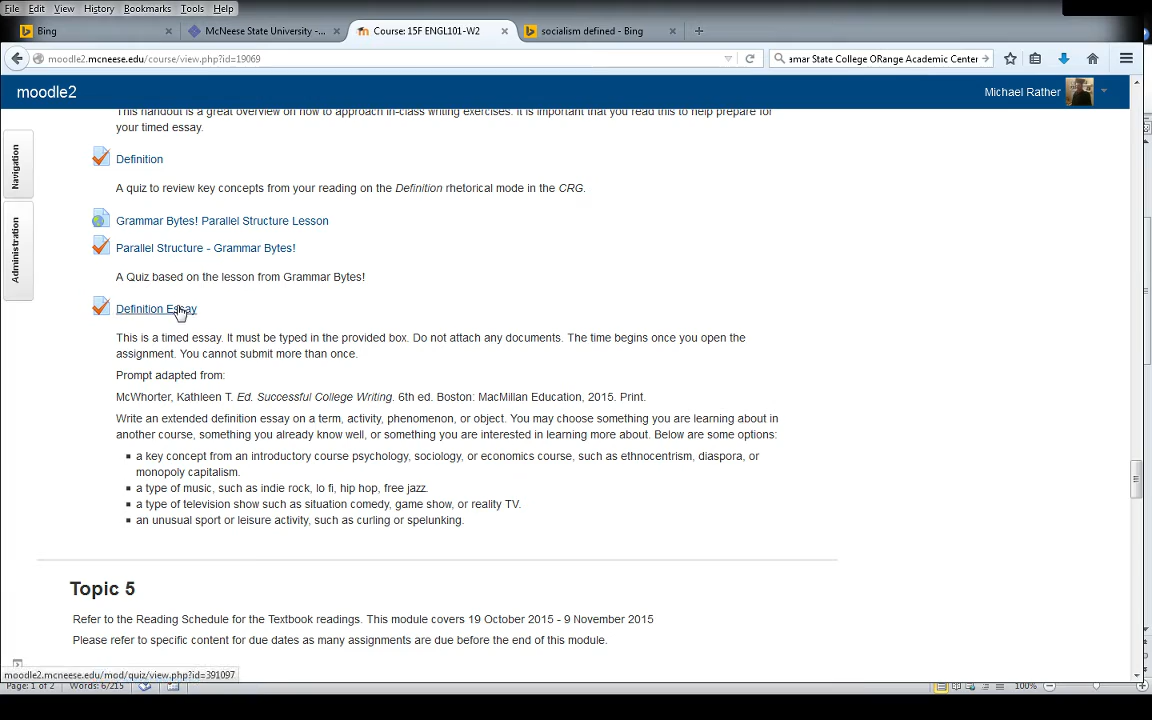 File Edit View History Bookmarks Tools Help
Bing
McNeese State University -...
Course: 15F ENGL101-W2
socialism defined - Bing
moodle2.mcneese.edu/course/view.php?id=19069
amar State College ORange Academic Center
moodle2
Michael Rather
Navigation
Administration
This handout is a great overview on how to approach in-class writing exercises. It is important that you read this to help prepare for
your timed essay.
Definition
A quiz to review key concepts from your reading on the Definition rhetorical mode in the CRG.
Grammar Bytes! Parallel Structure Lesson
Parallel Structure - Grammar Bytes!
A Quiz based on the lesson from Grammar Bytes!
Definition Essay
This is a timed essay. It must be typed in the provided box. Do not attach any documents. The time begins once you open the
assignment. You cannot submit more than once.
Prompt adapted from:
McWhorter, Kathleen T. Ed. Successful College Writing. 6th ed. Boston: MacMillan Education, 2015. Print.
Write an extended definition essay on a term, activity, phenomenon, or object. You may choose something you are learning about in
another course, something you already know well, or something you are interested in learning more about. Below are some options:
a key concept from an introductory course psychology, sociology, or economics course, such as ethnocentrism, diaspora, or
monopoly capitalism.
a type of music, such as indie rock, lo fi, hip hop, free jazz.
a type of television show such as situation comedy, game show, or reality TV.
an unusual sport or leisure activity, such as curling or spelunking.
Topic 5
Refer to the Reading Schedule for the Textbook readings. This module covers 19 October 2015 - 9 November 2015
Please refer to specific content for due dates as many assignments are due before the end of this module.
moodle2.mcneese.edu/mod/quiz/view.php?id=391097
Page: 1 of 2 Words: 6/215 100%